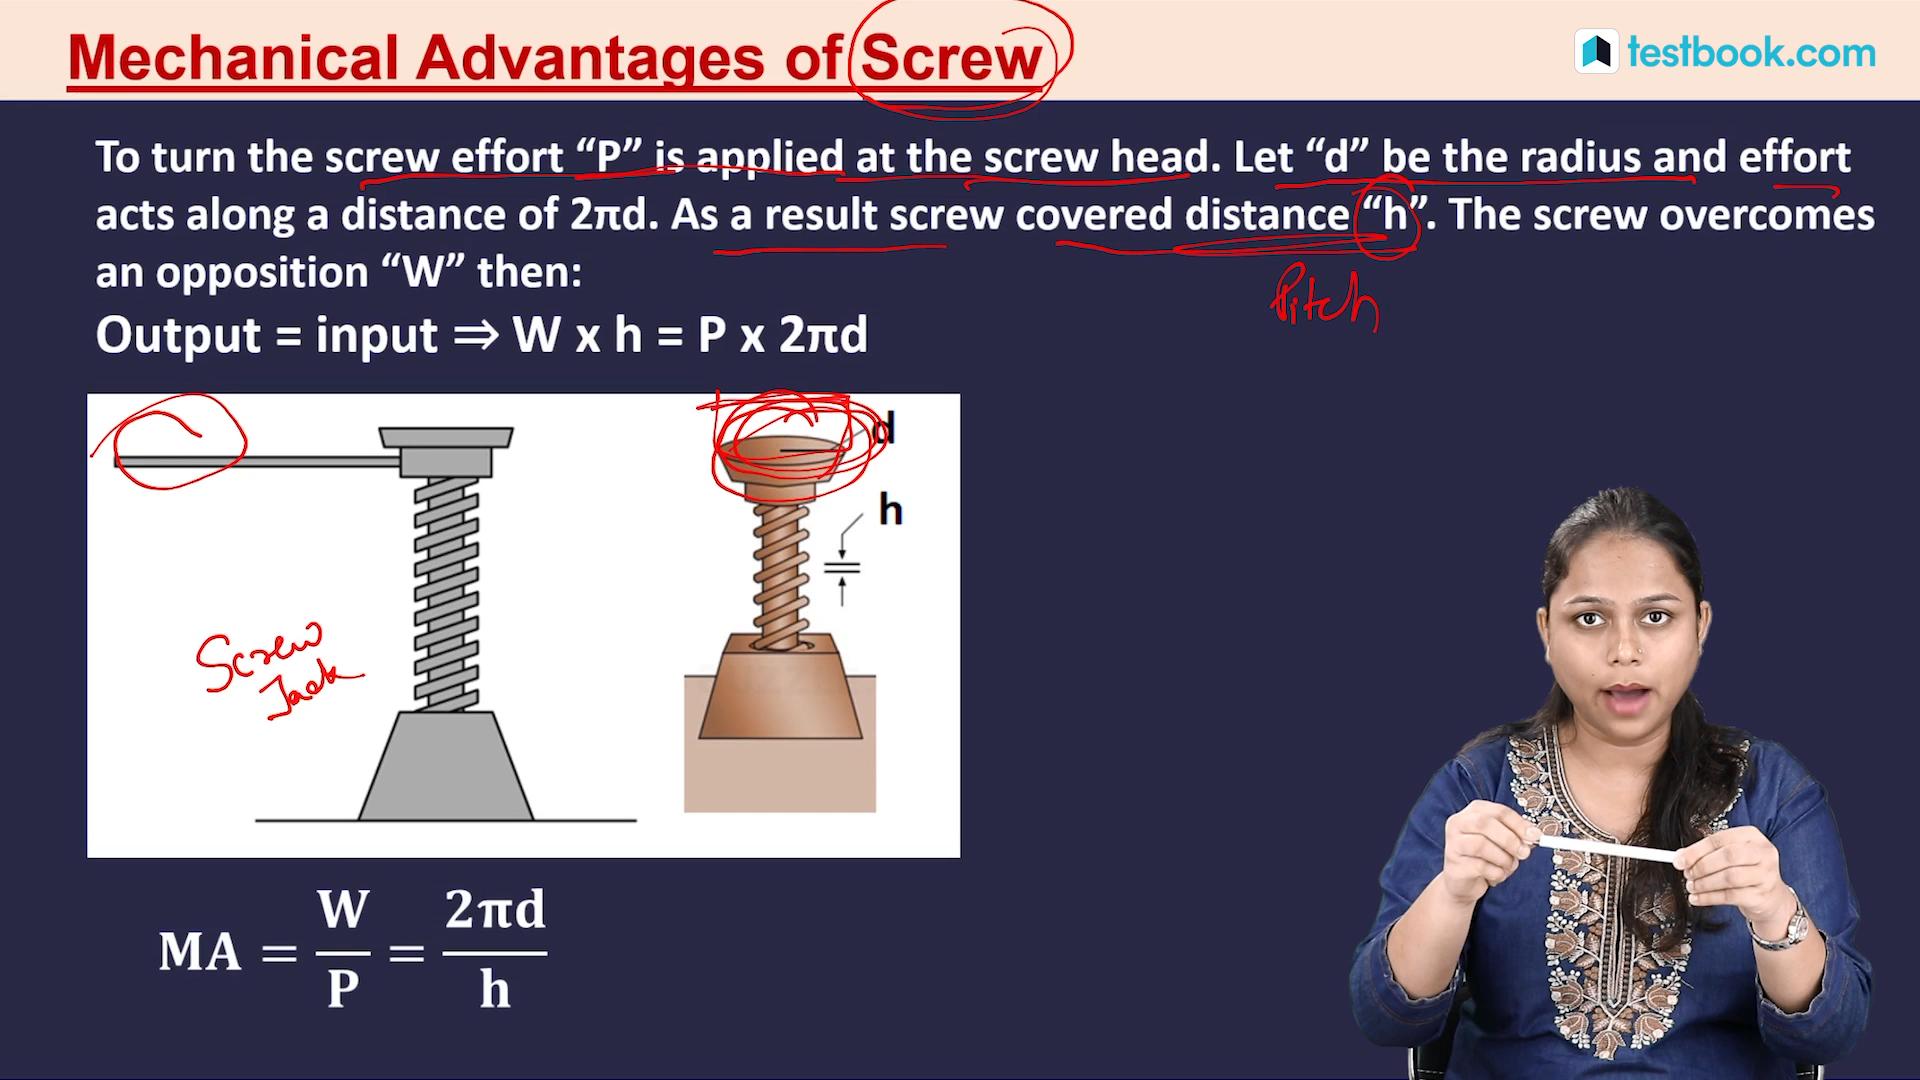 Mechanical Advantages of Screw
testbook.com
To turn the screw effort “P” is applied at the screw head. Let “d” be the radius and effort
acts along a distance of 2πd. As a result screw covered distance “h”. The screw overcomes
an opposition “W” then:
Pitch
Output = input ⇒ W x h = P x 2πd
d
h
Screw
Jack
MA = W/P = 2πd/h